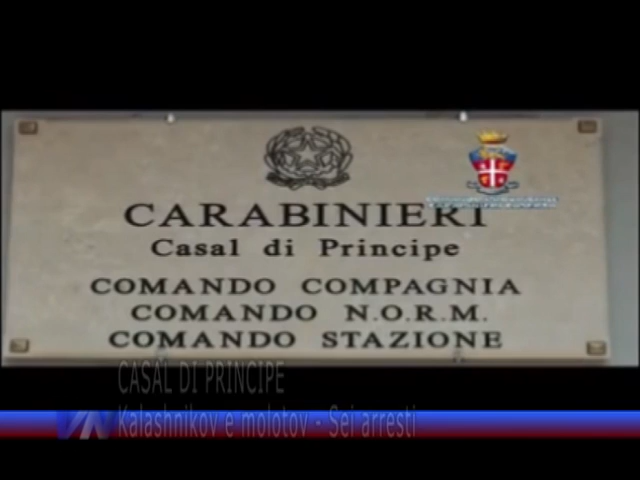 CARABINIERI
Casal di Principe
COMANDO COMPAGNIA
COMANDO N.O.R.M.
COMANDO STAZIONE
CASAL DI PRINCIPE
Kalashnikov e molotov - Sei arresti